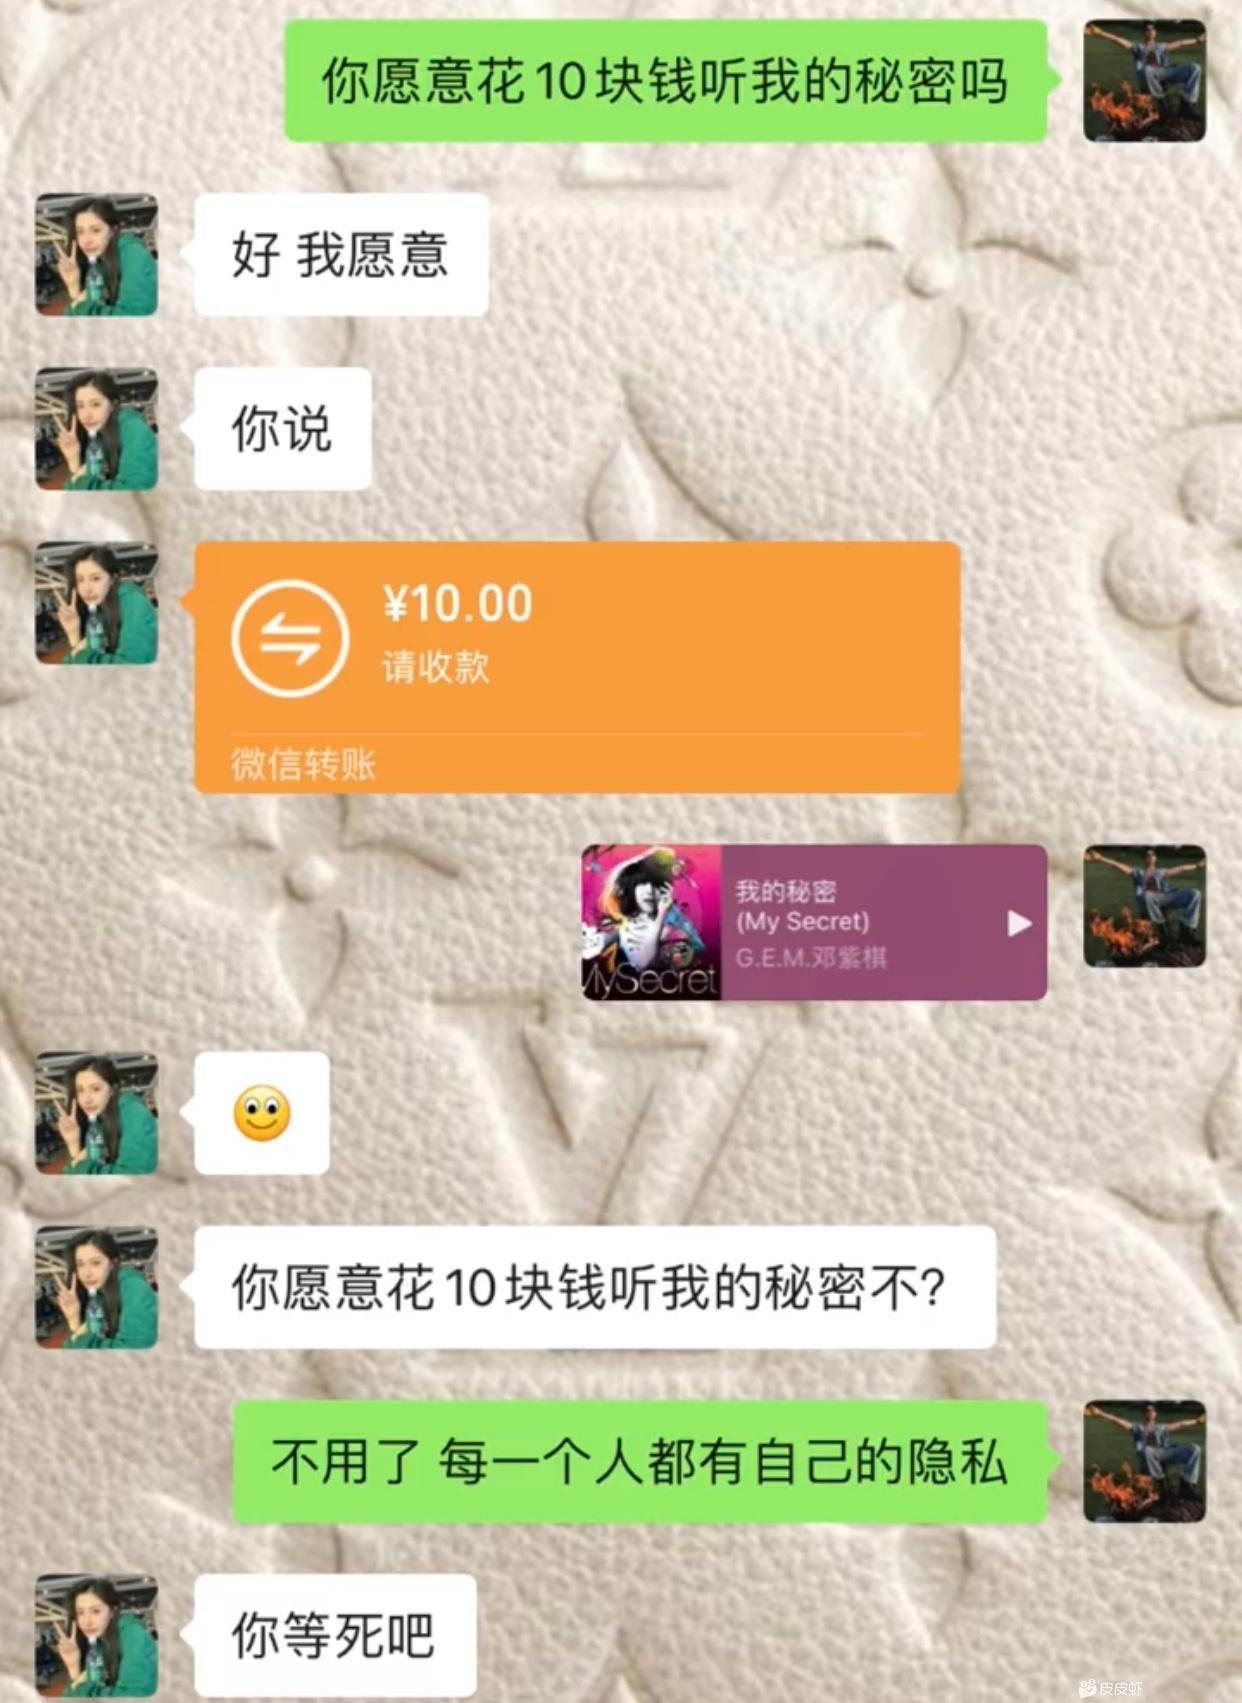 你愿意花10块钱听我的秘密吗
好 我愿意
你说
¥10.00
请收款
微信转账
我的秘密
(My Secret)
G.E.M.邓紫棋
MySecret
你愿意花10块钱听我的秘密不?
不用了 每一个人都有自己的隐私
你等死吧
皮皮虾